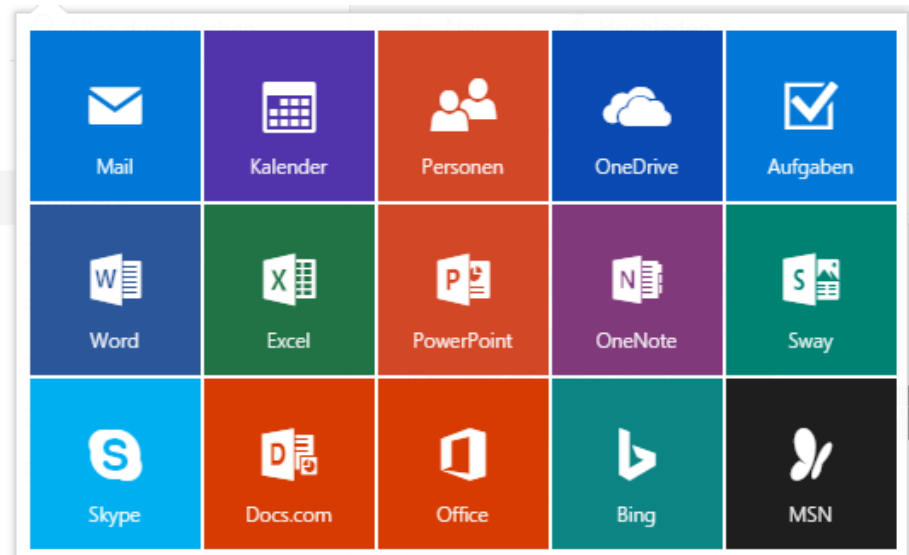 Mail Kalender Personen OneDrive Aufgaben
W X P N S
Word Excel PowerPoint OneNote Sway
S D
Skype Docs.com Office Bing MSN